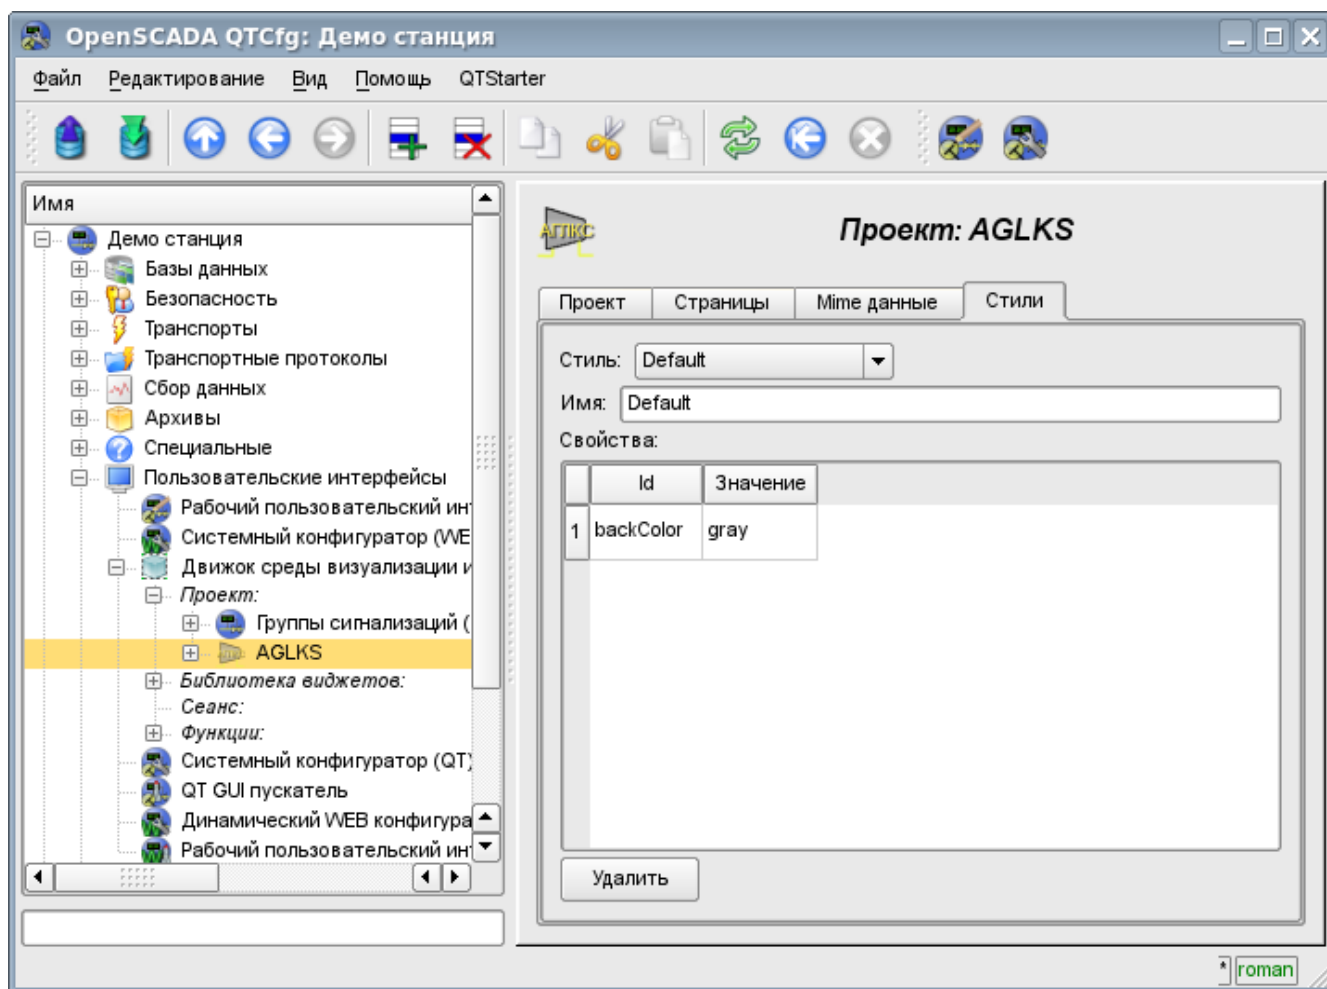 OpenSCADA QTCfg: Демо станция
Файл Редактирование Вид Помощь QTStarter
Имя
Демо станция
Базы данных
Безопасность
Транспорты
Транспортные протоколы
Сбор данных
Архивы
Специальные
Пользовательские интерфейсы
Рабочий пользовательский инт
Системный конфигуратор (WE
Движок среды визуализации и
Проект:
Группы сигнализаций (
AGLKS
Библиотека виджетов:
Сеанс:
Функции:
Системный конфигуратор (QT)
QT GUI пускатель
Динамический WEB конфигура
Рабочий пользовательский инт
АГЛКС
Проект: AGLKS
Проект Страницы Mime данные Стили
Стиль: Default
Имя: Default
Свойства:
Id Значение
1 backColor gray
Удалить
* roman